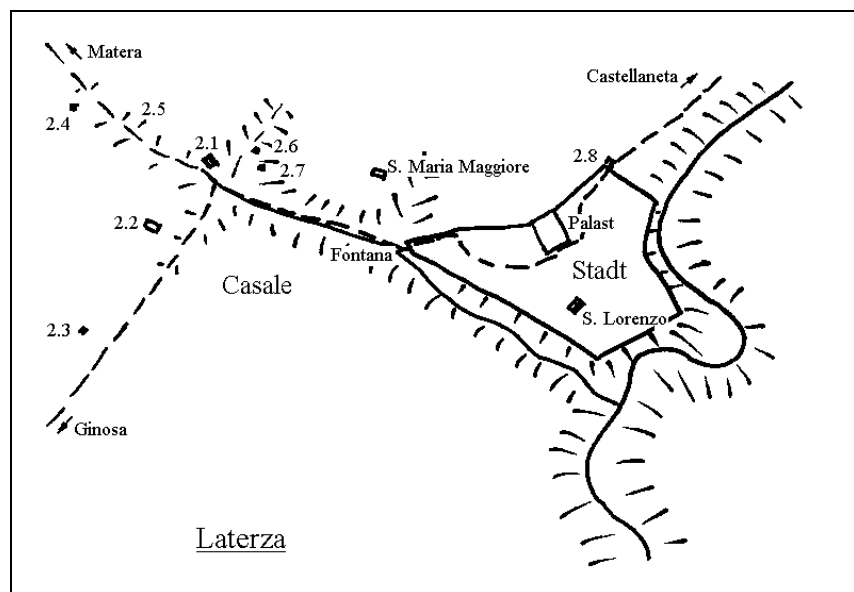 Matera
Castellaneta
2.5
2.4
2.1
2.6
2.8
2.7
S. Maria Maggiore
2.2
Palast
Fontana
Stadt
Casale
S. Lorenzo
2.3
Ginosa
Laterza